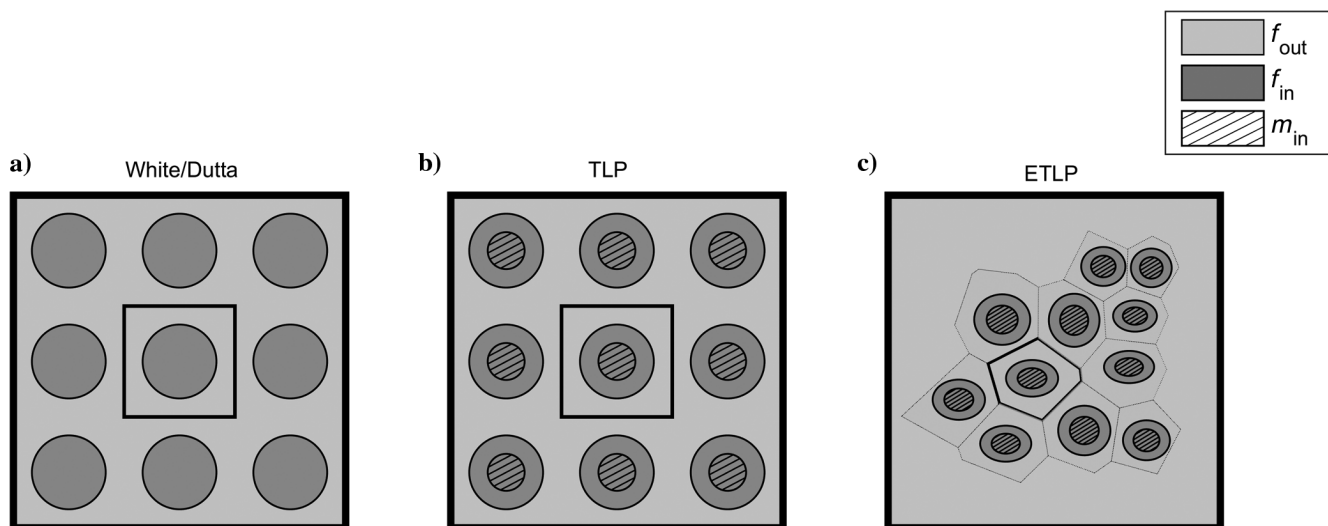 f_out
f_in
m_in
a)
White/Dutta
b)
TLP
c)
ETLP